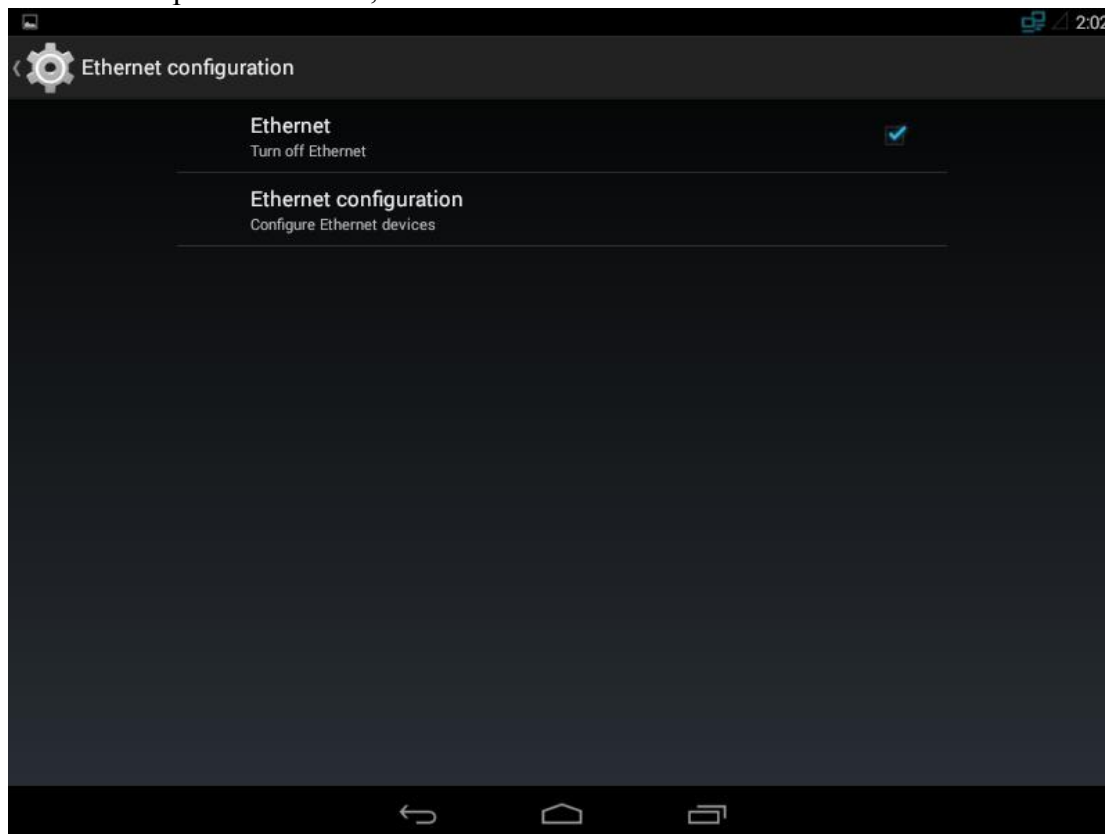 2:02
Ethernet configuration
Ethernet
Turn off Ethernet
Ethernet configuration
Configure Ethernet devices